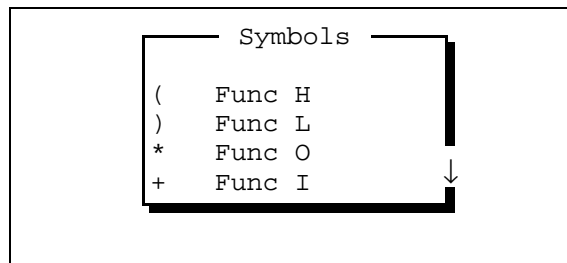 Symbols
( Func H
) Func L
* Func O
+ Func I
↓